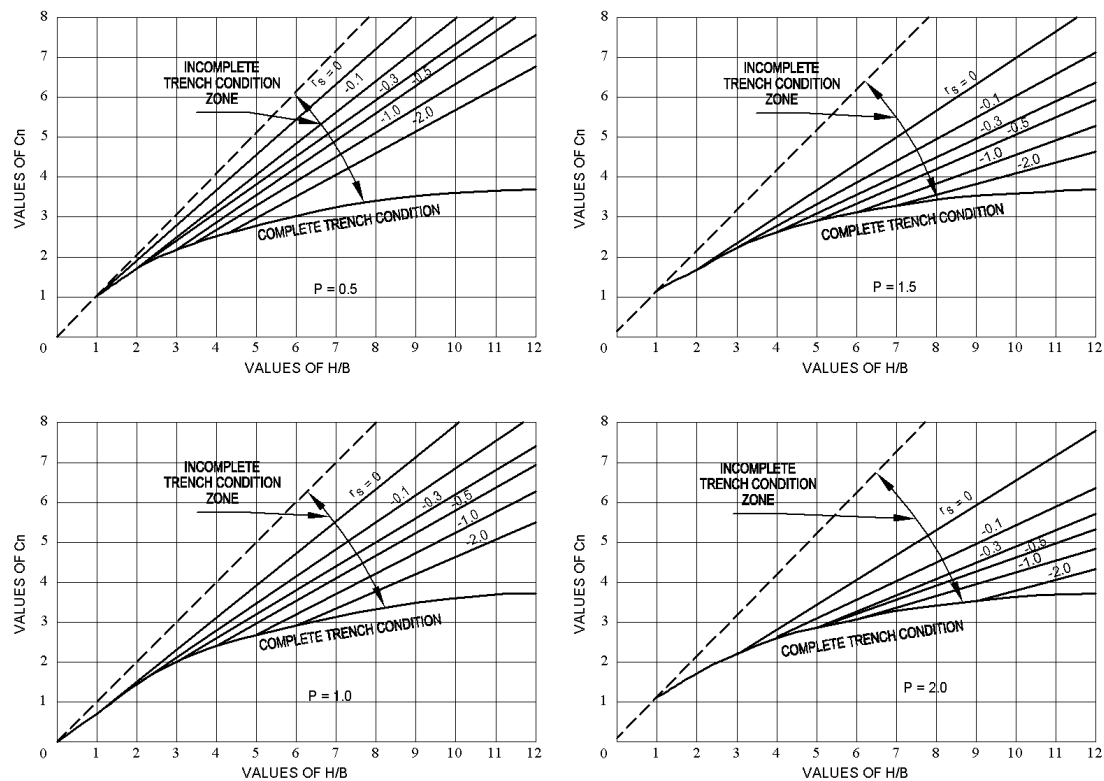 8
7
6
5
4
3
2
1
0
VALUES OF Cn
INCOMPLETE
TRENCH CONDITION
ZONE
rs = 0
-0.1
-0.3
-0.5
-1.0
-2.0
COMPLETE TRENCH CONDITION
P = 0.5
1 2 3 4 5 6 7 8 9 10 11 12
VALUES OF H/B
8
7
6
5
4
3
2
1
0
VALUES OF Cn
INCOMPLETE
TRENCH CONDITION
ZONE
rs = 0
-0.1
-0.3
-0.5
-1.0
-2.0
COMPLETE TRENCH CONDITION
P = 1.5
1 2 3 4 5 6 7 8 9 10 11 12
VALUES OF H/B
8
7
6
5
4
3
2
1
0
VALUES OF Cn
INCOMPLETE
TRENCH CONDITION
ZONE
rs = 0
-0.1
-0.3
-0.5
-1.0
-2.0
COMPLETE TRENCH CONDITION
P = 1.0
1 2 3 4 5 6 7 8 9 10 11 12
VALUES OF H/B
8
7
6
5
4
3
2
1
0
VALUES OF Cn
INCOMPLETE
TRENCH CONDITION
ZONE
rs = 0
-0.1
-0.3
-0.5
-1.0
-2.0
COMPLETE TRENCH CONDITION
P = 2.0
1 2 3 4 5 6 7 8 9 10 11 12
VALUES OF H/B